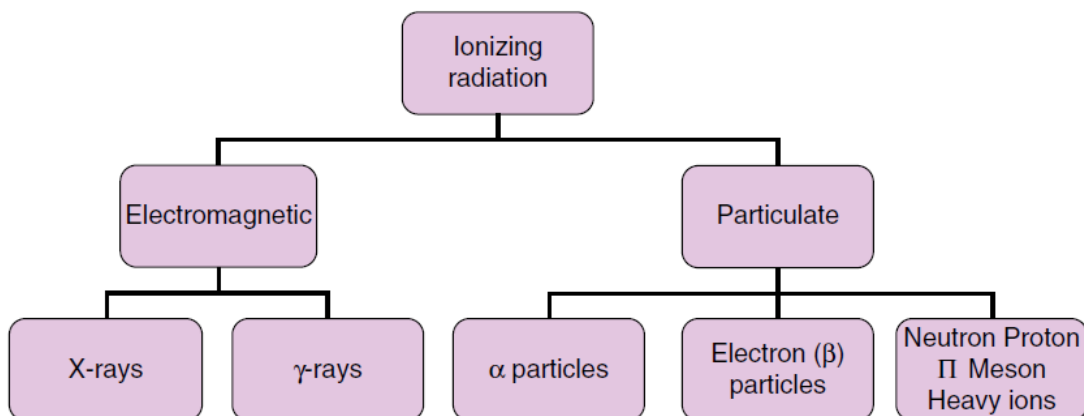 Ionizing
radiation
Electromagnetic
Particulate
X-rays
γ-rays
α particles
Electron (β)
particles
Neutron Proton
Π Meson
Heavy ions